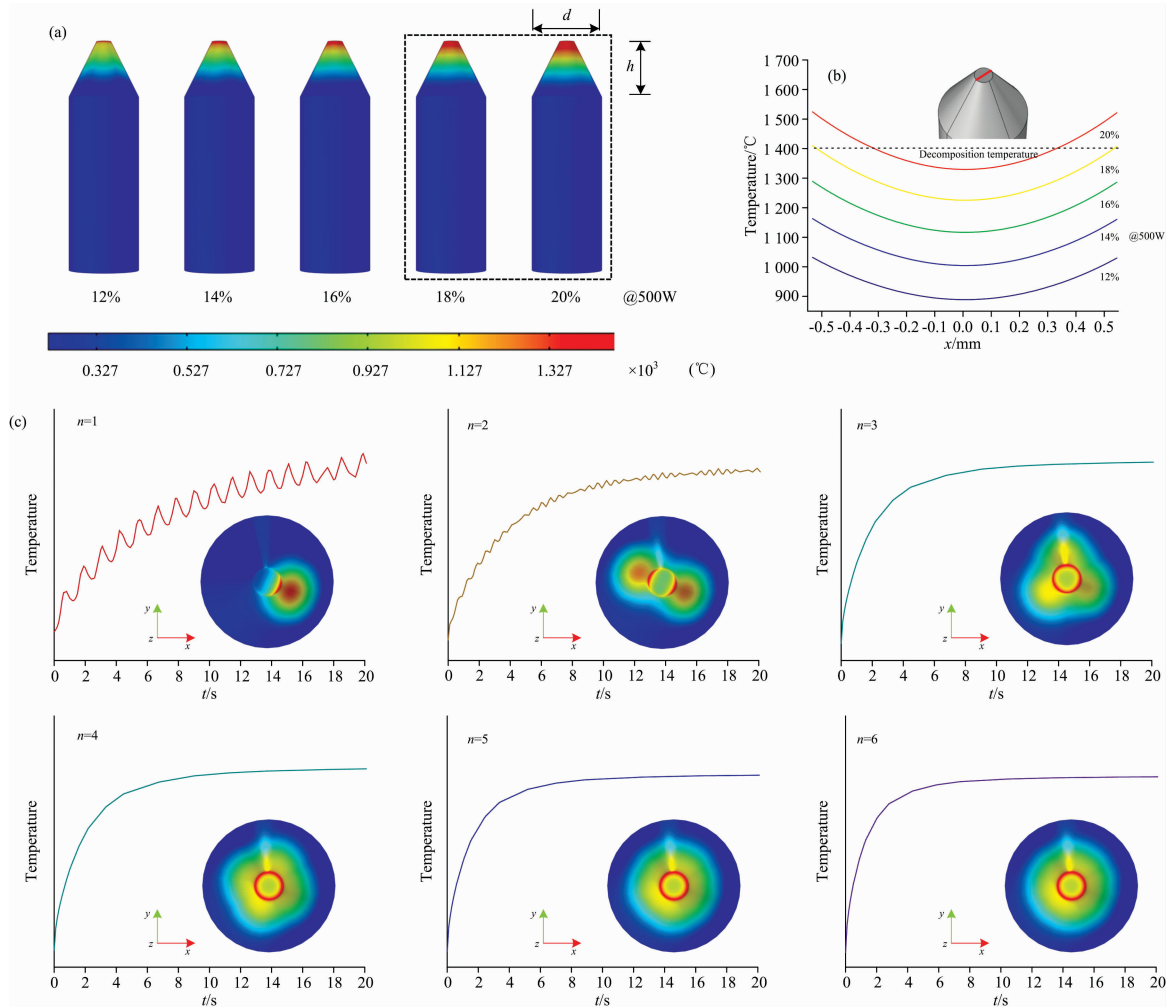 (a)
d
h
12%
14%
16%
18%
20%
@500W
0.327
0.527
0.727
0.927
1.127
1.327
×10³
(℃)
(b)
Temperature/℃
1 700
1 600
1 500
1 400
1 300
1 200
1 100
1 000
900
Decomposition temperature
20%
18%
16%
14%
@500W
12%
-0.5 -0.4 -0.3 -0.2 -0.1 0.0 0.1 0.2 0.3 0.4 0.5
x/mm
(c)
n=1
Temperature
y
z
x
0 2 4 6 8 10 12 14 16 18 20
t/s
n=2
Temperature
y
z
x
0 2 4 6 8 10 12 14 16 18 20
t/s
n=3
Temperature
y
z
x
0 2 4 6 8 10 12 14 16 18 20
t/s
n=4
Temperature
y
z
x
0 2 4 6 8 10 12 14 16 18 20
t/s
n=5
Temperature
y
z
x
0 2 4 6 8 10 12 14 16 18 20
t/s
n=6
Temperature
y
z
x
0 2 4 6 8 10 12 14 16 18 20
t/s